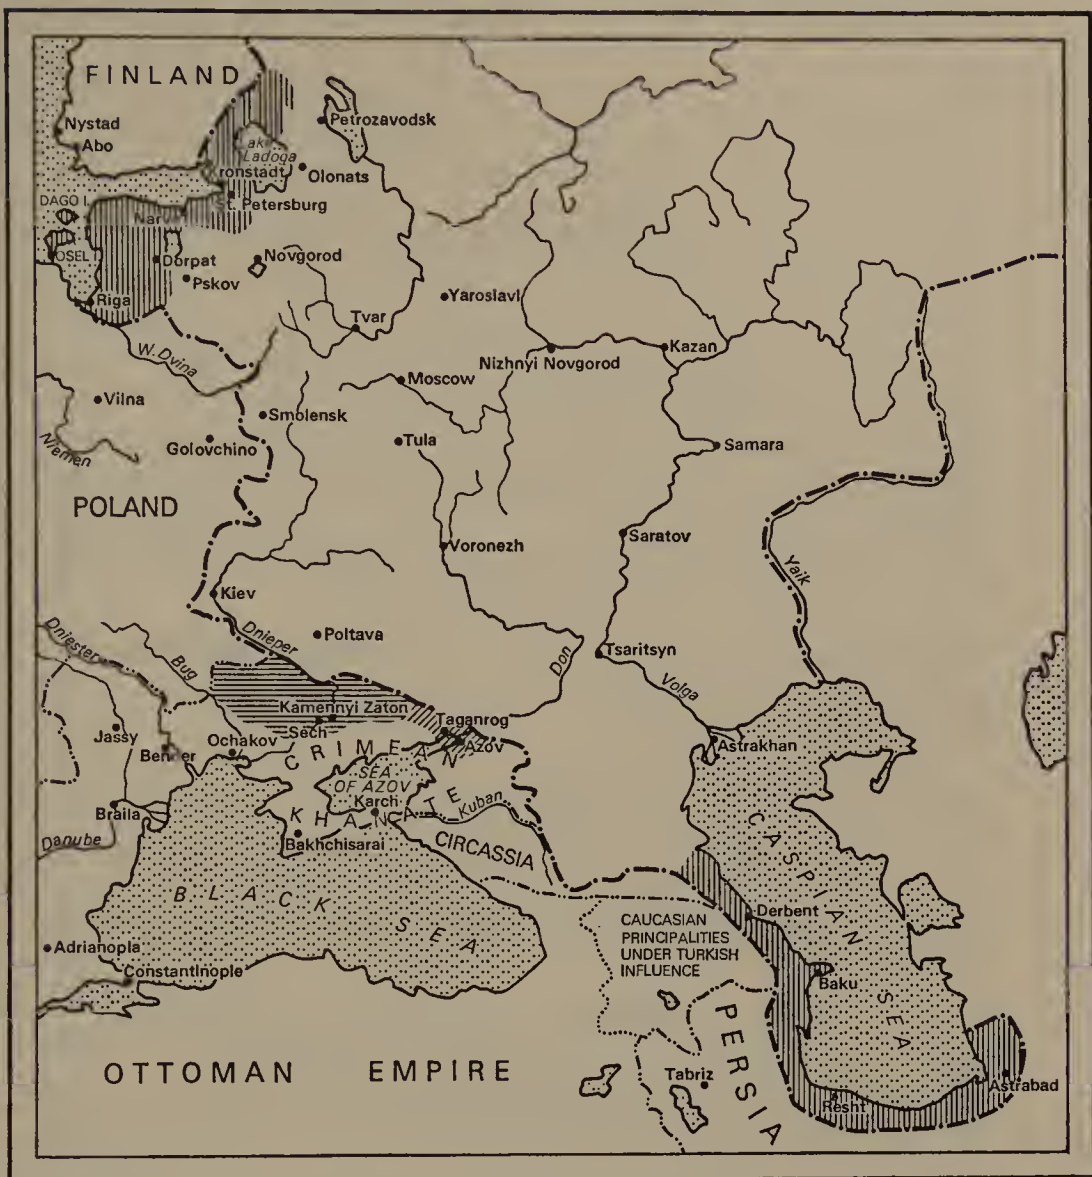 FINLAND
Nystad
Abo
Petrozavodsk
Lake
Ladoga
Kronstadt
Olonats
St. Petersburg
DAGO I.
Narva
OSEL I.
Dorpat
Novgorod
Pskov
Riga
Yaroslavl
Tvar
W. Dvina
Nizhnyi Novgorod
Kazan
Moscow
Vilna
Smolensk
Niemen
Golovchino
Tula
Samara
POLAND
Voronezh
Saratov
Yaik
Kiev
Dniester
Dnieper
Poltava
Bug
Don
Tsaritsyn
Volga
Kamennyi Zaton
Sech
Taganrog
Azov
Jassy
Bender
Ochakov
Astrakhan
CRIMEAN
KHANCATE
SEA
OF AZOV
Karch
Kuban
Braila
Danube
Bakhchisarai
CIRCASSIA
CASPIAN SEA
BLACK SEA
Derbent
CAUCASIAN
PRINCIPALITIES
UNDER TURKISH
INFLUENCE
Adrianopla
Constantinople
Baku
PERSIA
OTTOMAN EMPIRE
Tabriz
Resht
Astrabad